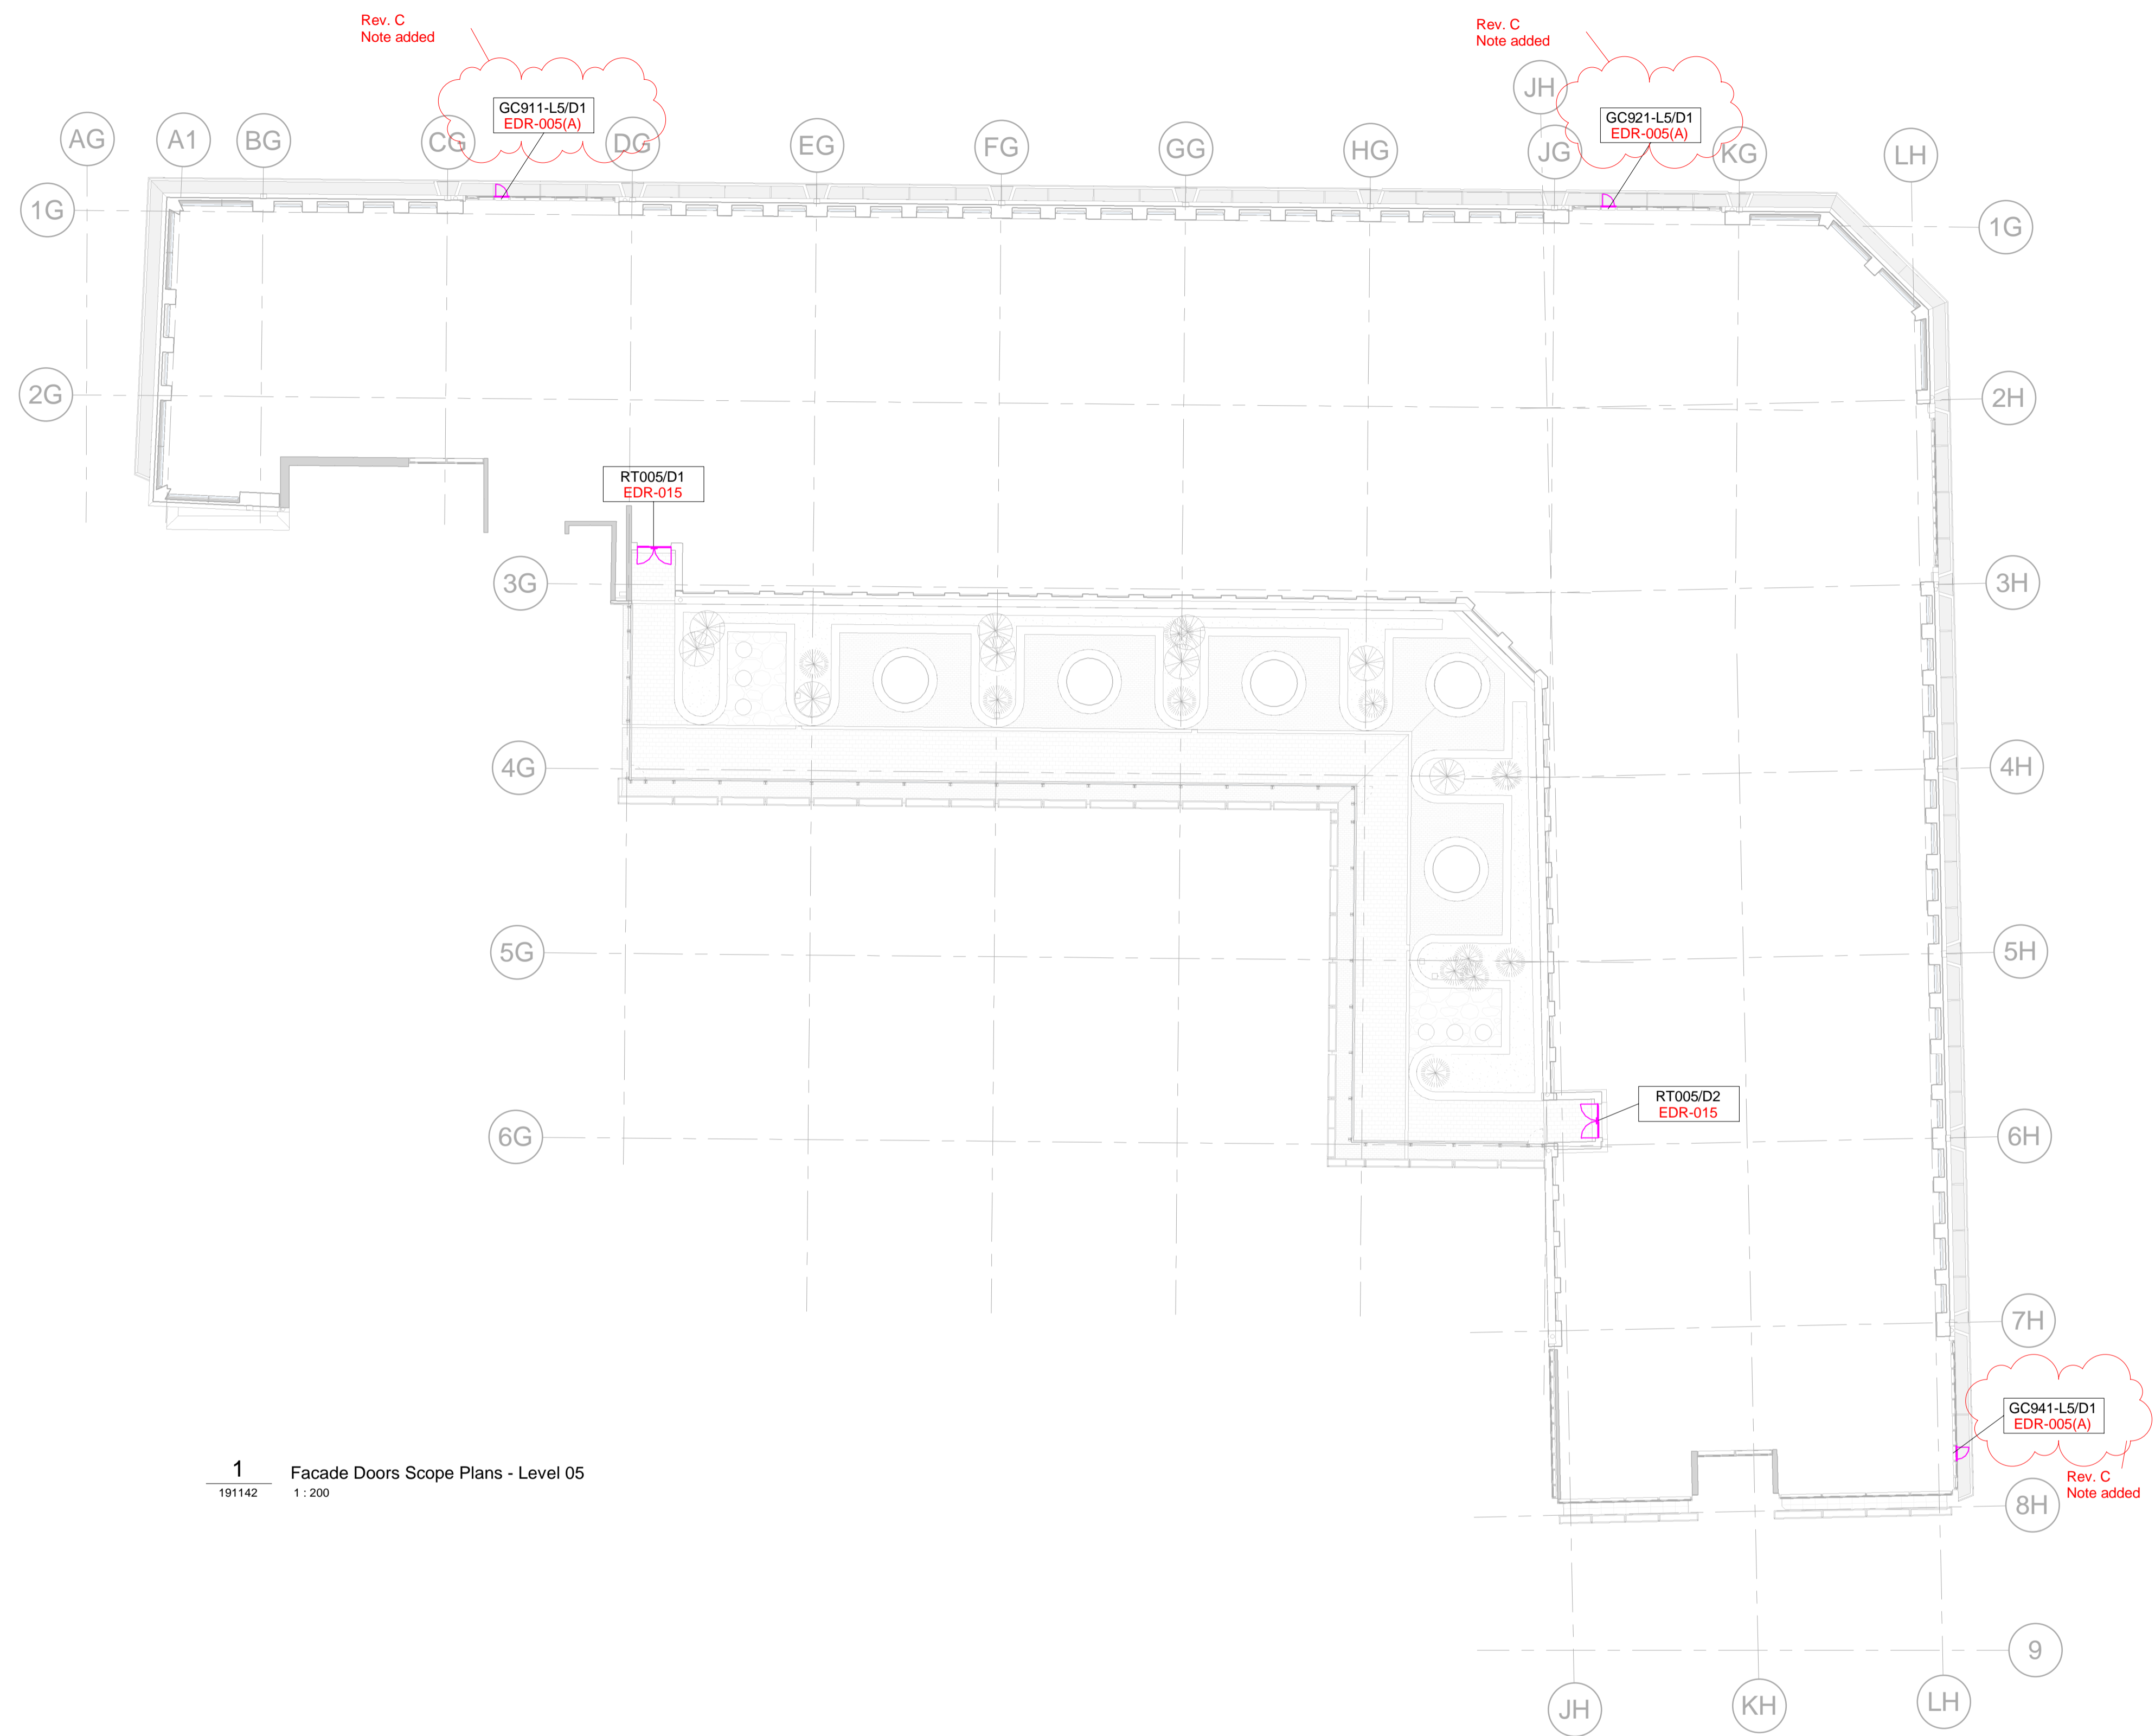 Rev. C
Note added
Rev. C
Note added
GC911-L5/D1
EDR-005(A)
GC921-L5/D1
EDR-005(A)
JH
AG
A1
BG
CG
DG
EG
FG
GG
HG
JG
KG
LH
1G
1G
2G
2H
RT005/D1
EDR-015
3G
3H
4G
4H
5G
5H
RT005/D2
EDR-015
6G
6H
7H
GC941-L5/D1
EDR-005(A)
Rev. C
Note added
1
191142
Facade Doors Scope Plans - Level 05
1 : 200
8H
9
JH
KH
LH